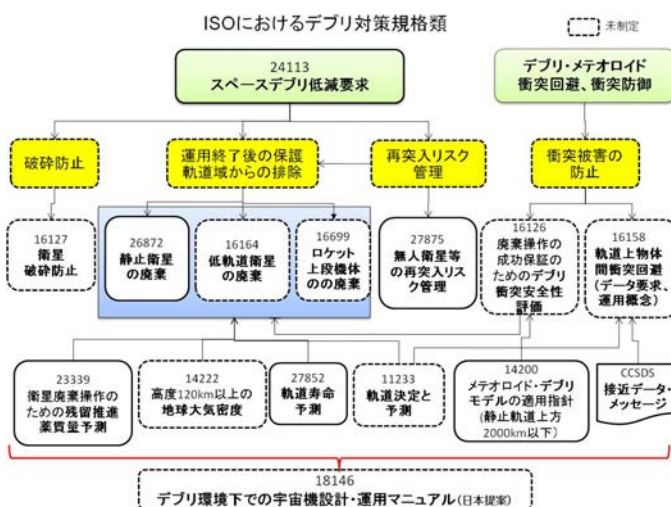 ISOにおけるデブリ対策規格類
未制定
24113
スペースデブリ低減要求
デブリ・メテオロイド
衝突回避、衝突防御
破砕防止
運用終了後の保護
軌道域からの排除
再突入リスク
管理
衝突被害の
防止
16127
衛星
破砕防止
26872
静止衛星
の廃棄
16164
低軌道衛星
の廃棄
16699
ロケット
上段機体
のの廃棄
27875
無人衛星等
の再突入リス
ク管理
16126
廃棄操作の
成功保証の
ためのデブリ
衝突安全性
評価
16158
軌道上物体
間衝突回避
(データ要求、
運用概念)
23339
衛星廃棄操作の
ための残留推進
薬質量予測
14222
高度120km以上の
地球大気密度
27852
軌道寿命
予測
11233
軌道決定と
予測
14200
メテオロイド・デブリ
モデルの適用指針
(静止軌道上方
2000km以下)
CCSDS
接近データ・
メッセージ
18146
デブリ環境下での宇宙機設計・運用マニュアル(日本提案)